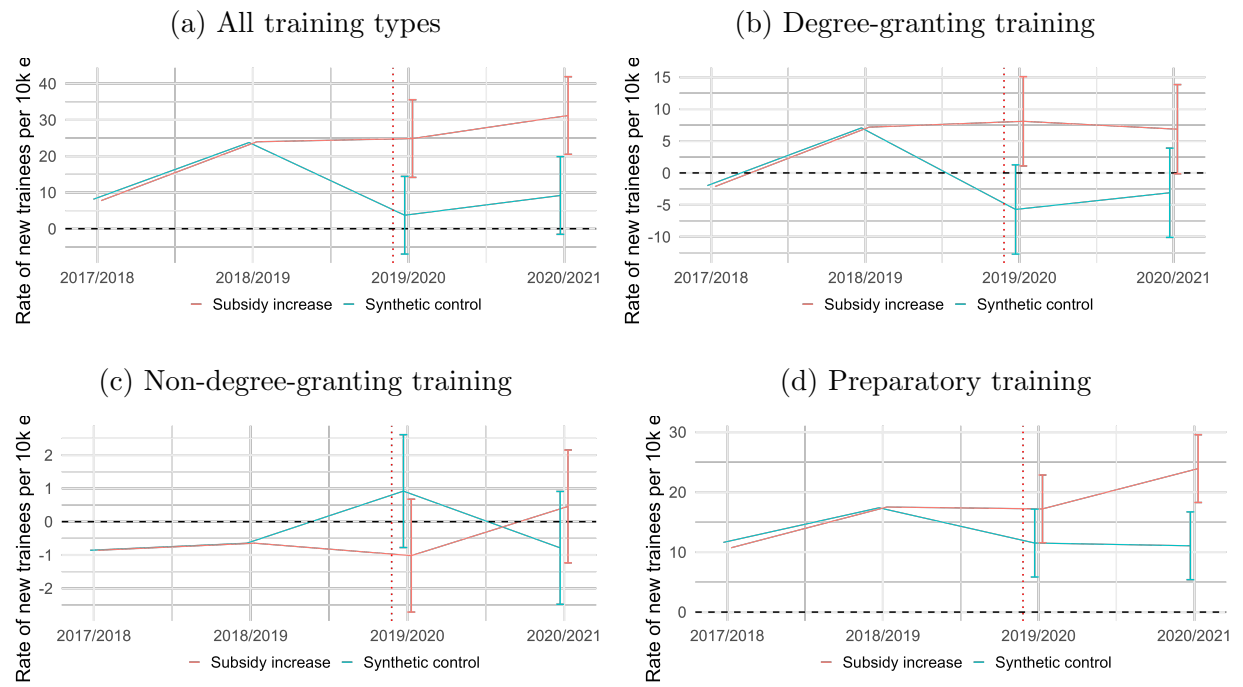 (a) All training types
Rate of new trainees per 10k e
40
30
20
10
0
2017/2018 2018/2019 2019/2020 2020/2021
Subsidy increase Synthetic control
(b) Degree-granting training
Rate of new trainees per 10k e
15
10
5
0
-5
-10
2017/2018 2018/2019 2019/2020 2020/2021
Subsidy increase Synthetic control
(c) Non-degree-granting training
Rate of new trainees per 10k e
2
1
0
-1
-2
2017/2018 2018/2019 2019/2020 2020/2021
Subsidy increase Synthetic control
(d) Preparatory training
Rate of new trainees per 10k e
30
20
10
0
2017/2018 2018/2019 2019/2020 2020/2021
Subsidy increase Synthetic control